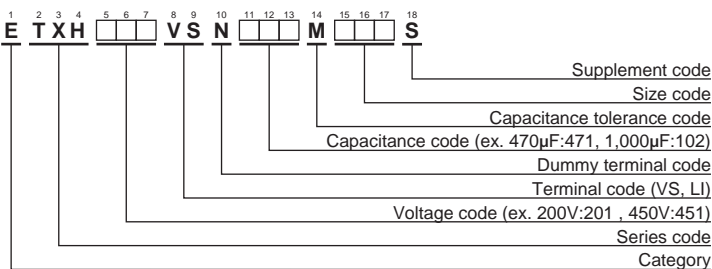 1 2 3 4 5 6 7 8 9 10 11 12 13 14 15 16 17 18
E TXH □□□ VS N □□□ M □□□ S
Supplement code
Size code
Capacitance tolerance code
Capacitance code (ex. 470µF:471, 1,000µF:102)
Dummy terminal code
Terminal code (VS, LI)
Voltage code (ex. 200V:201 , 450V:451)
Series code
Category